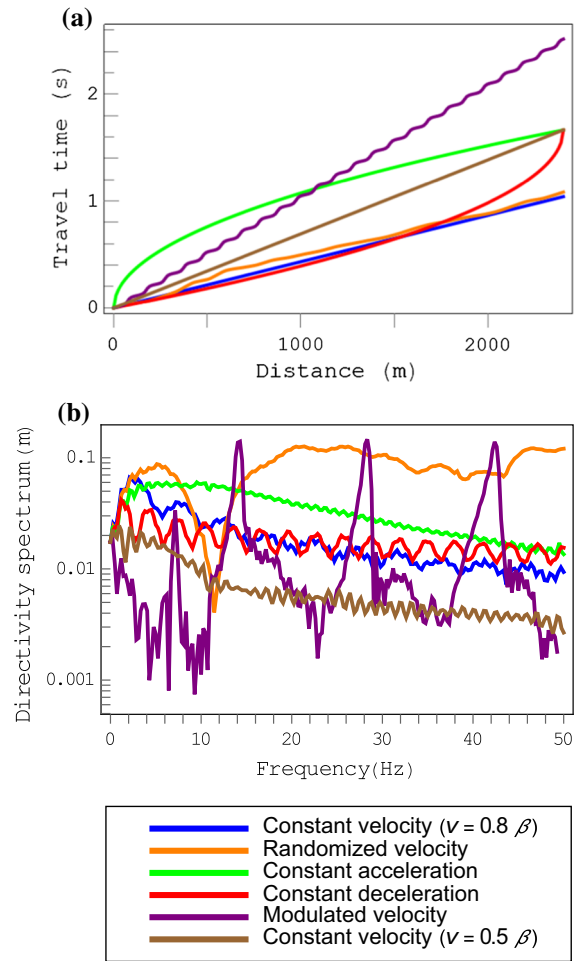 (a)
Travel time (s)
2
1
0
0 1000 2000
Distance (m)
(b)
Directivity spectrum(m)
0.1
0.01
0.001
0 10 20 30 40 50
Frequency(Hz)
Constant velocity (v = 0.8 β)
Randomized velocity
Constant acceleration
Constant deceleration
Modulated velocity
Constant velocity (v = 0.5 β)